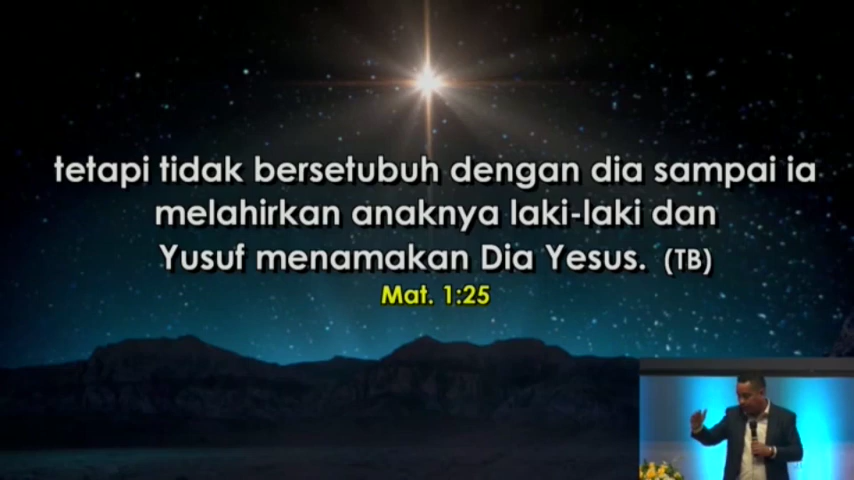 tetapi tidak bersetubuh dengan dia sampai ia
melahirkan anaknya laki-laki dan
Yusuf menamakan Dia Yesus. (TB)
Mat. 1:25